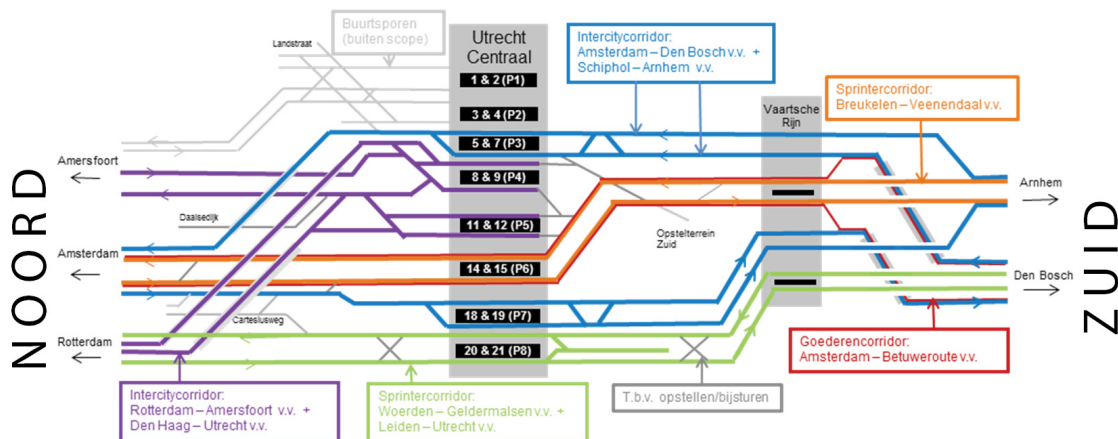 NOORD
Landstraat
Buurtsporen
(buiten scope)
Utrecht
Centraal
1 & 2 (P1)
3 & 4 (P2)
5 & 7 (P3)
8 & 9 (P4)
11 & 12 (P5)
14 & 15 (P6)
18 & 19 (P7)
20 & 21 (P8)
Intercitycorridor:
Amsterdam – Den Bosch v.v. +
Schiphol – Arnhem v.v.
Vaartsche
Rijn
Sprintercorridor:
Breukelen – Veenendaal v.v.
Amersfoort
Daalsedijk
Amsterdam
Cartesiusweg
Rotterdam
Opstelterrein
Zuid
Arnhem
Den Bosch
ZUID
Intercitycorridor:
Rotterdam – Amersfoort v.v. +
Den Haag – Utrecht v.v.
Sprintercorridor:
Woerden – Geldermalsen v.v. +
Leiden – Utrecht v.v.
T.b.v. opstellen/bijsturen
Goederencorridor:
Amsterdam – Betuweroute v.v.